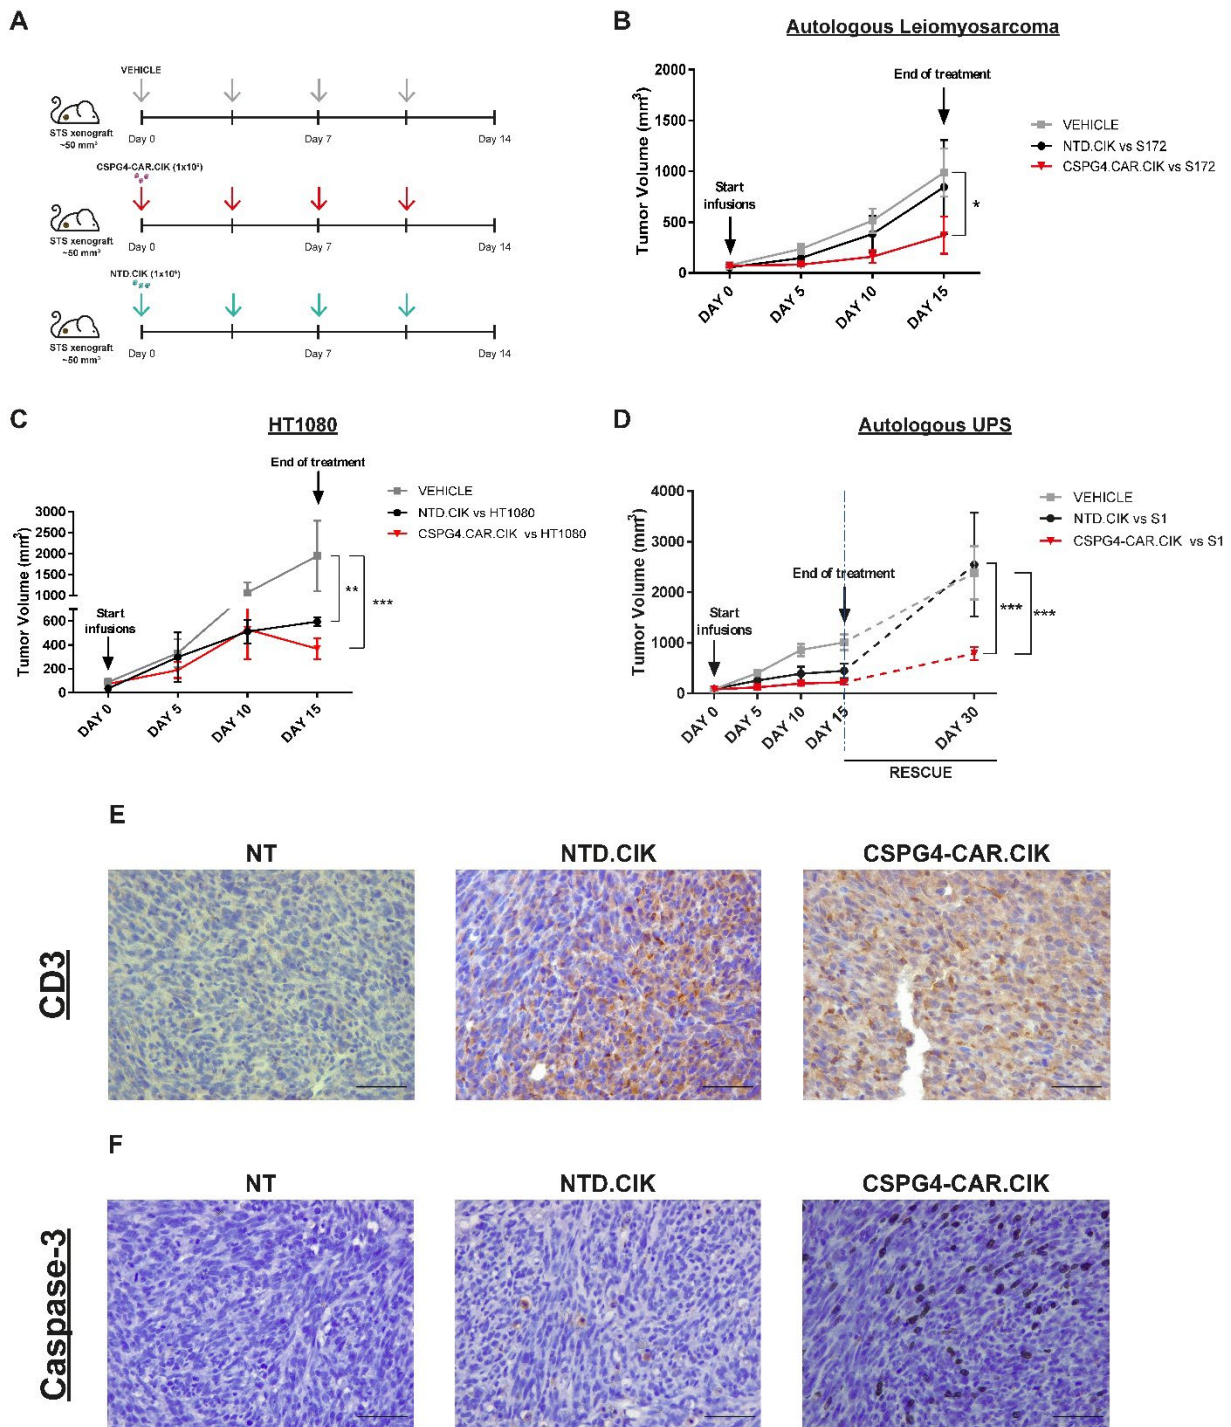 A
VEHICLE
STS xenograft
~50 mm³
Day 0
Day 7
Day 14
CSPG4-CAR.CIK (1x10⁶)
STS xenograft
~50 mm³
Day 0
Day 7
Day 14
NTD.CIK (1x10⁶)
STS xenograft
~50 mm³
Day 0
Day 7
Day 14
B
Autologous Leiomyosarcoma
Tumor Volume (mm³)
2000
1500
1000
500
0
Start
infusions
End of treatment
*
DAY 0
DAY 5
DAY 10
DAY 15
VEHICLE
NTD.CIK vs S172
CSPG4.CAR.CIK vs S172
C
HT1080
Tumor Volume (mm³)
3000
2500
2000
1500
1000
600
400
200
0
Start
infusions
End of treatment
**
***
DAY 0
DAY 5
DAY 10
DAY 15
VEHICLE
NTD.CIK vs HT1080
CSPG4.CAR.CIK vs HT1080
D
Autologous UPS
Tumor Volume (mm³)
4000
3000
2000
1000
0
Start
infusions
End of treatment
***
***
DAY 0
DAY 5
DAY 10
DAY 15
DAY 30
RESCUE
VEHICLE
NTD.CIK vs S1
CSPG4-CAR.CIK vs S1
E
NT
NTD.CIK
CSPG4-CAR.CIK
CD3
F
NT
NTD.CIK
CSPG4-CAR.CIK
Caspase-3